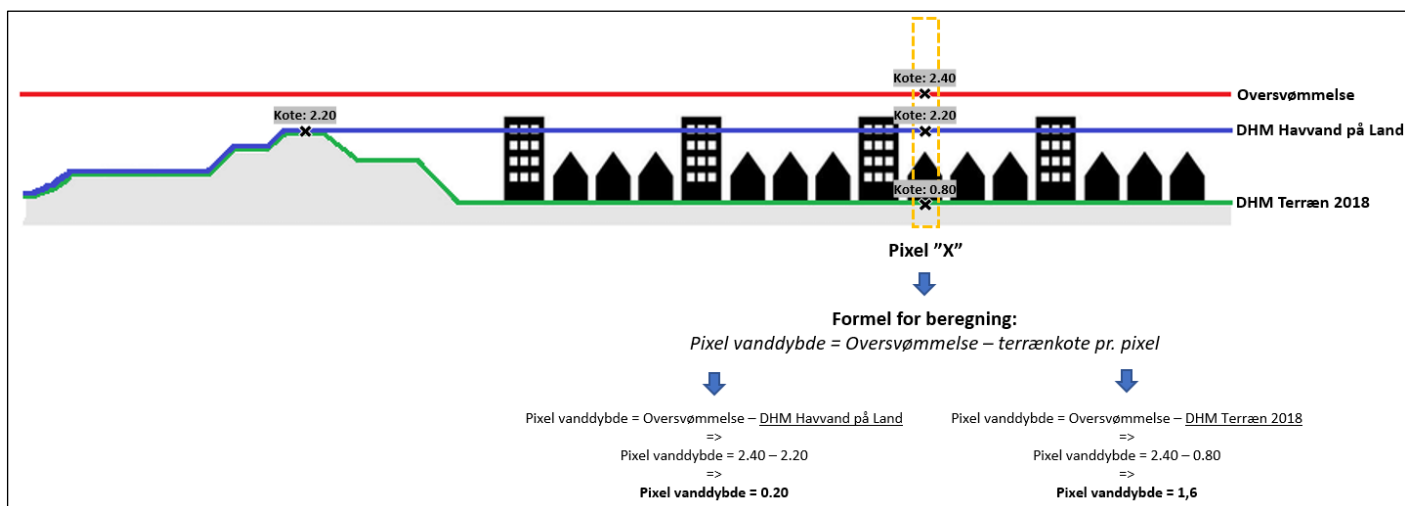 Kote: 2.40
Oversvømmelse
Kote: 2.20
Kote: 2.20
DHM Havvand på Land
Kote: 0.80
DHM Terræn 2018
Pixel ”X”
Formel for beregning:
Pixel vanddybde = Oversvømmelse – terrænkote pr. pixel
Pixel vanddybde = Oversvømmelse – DHM Havvand på Land
=>
Pixel vanddybde = 2.40 – 2.20
=>
Pixel vanddybde = 0.20
Pixel vanddybde = Oversvømmelse – DHM Terræn 2018
=>
Pixel vanddybde = 2.40 – 0.80
=>
Pixel vanddybde = 1,6